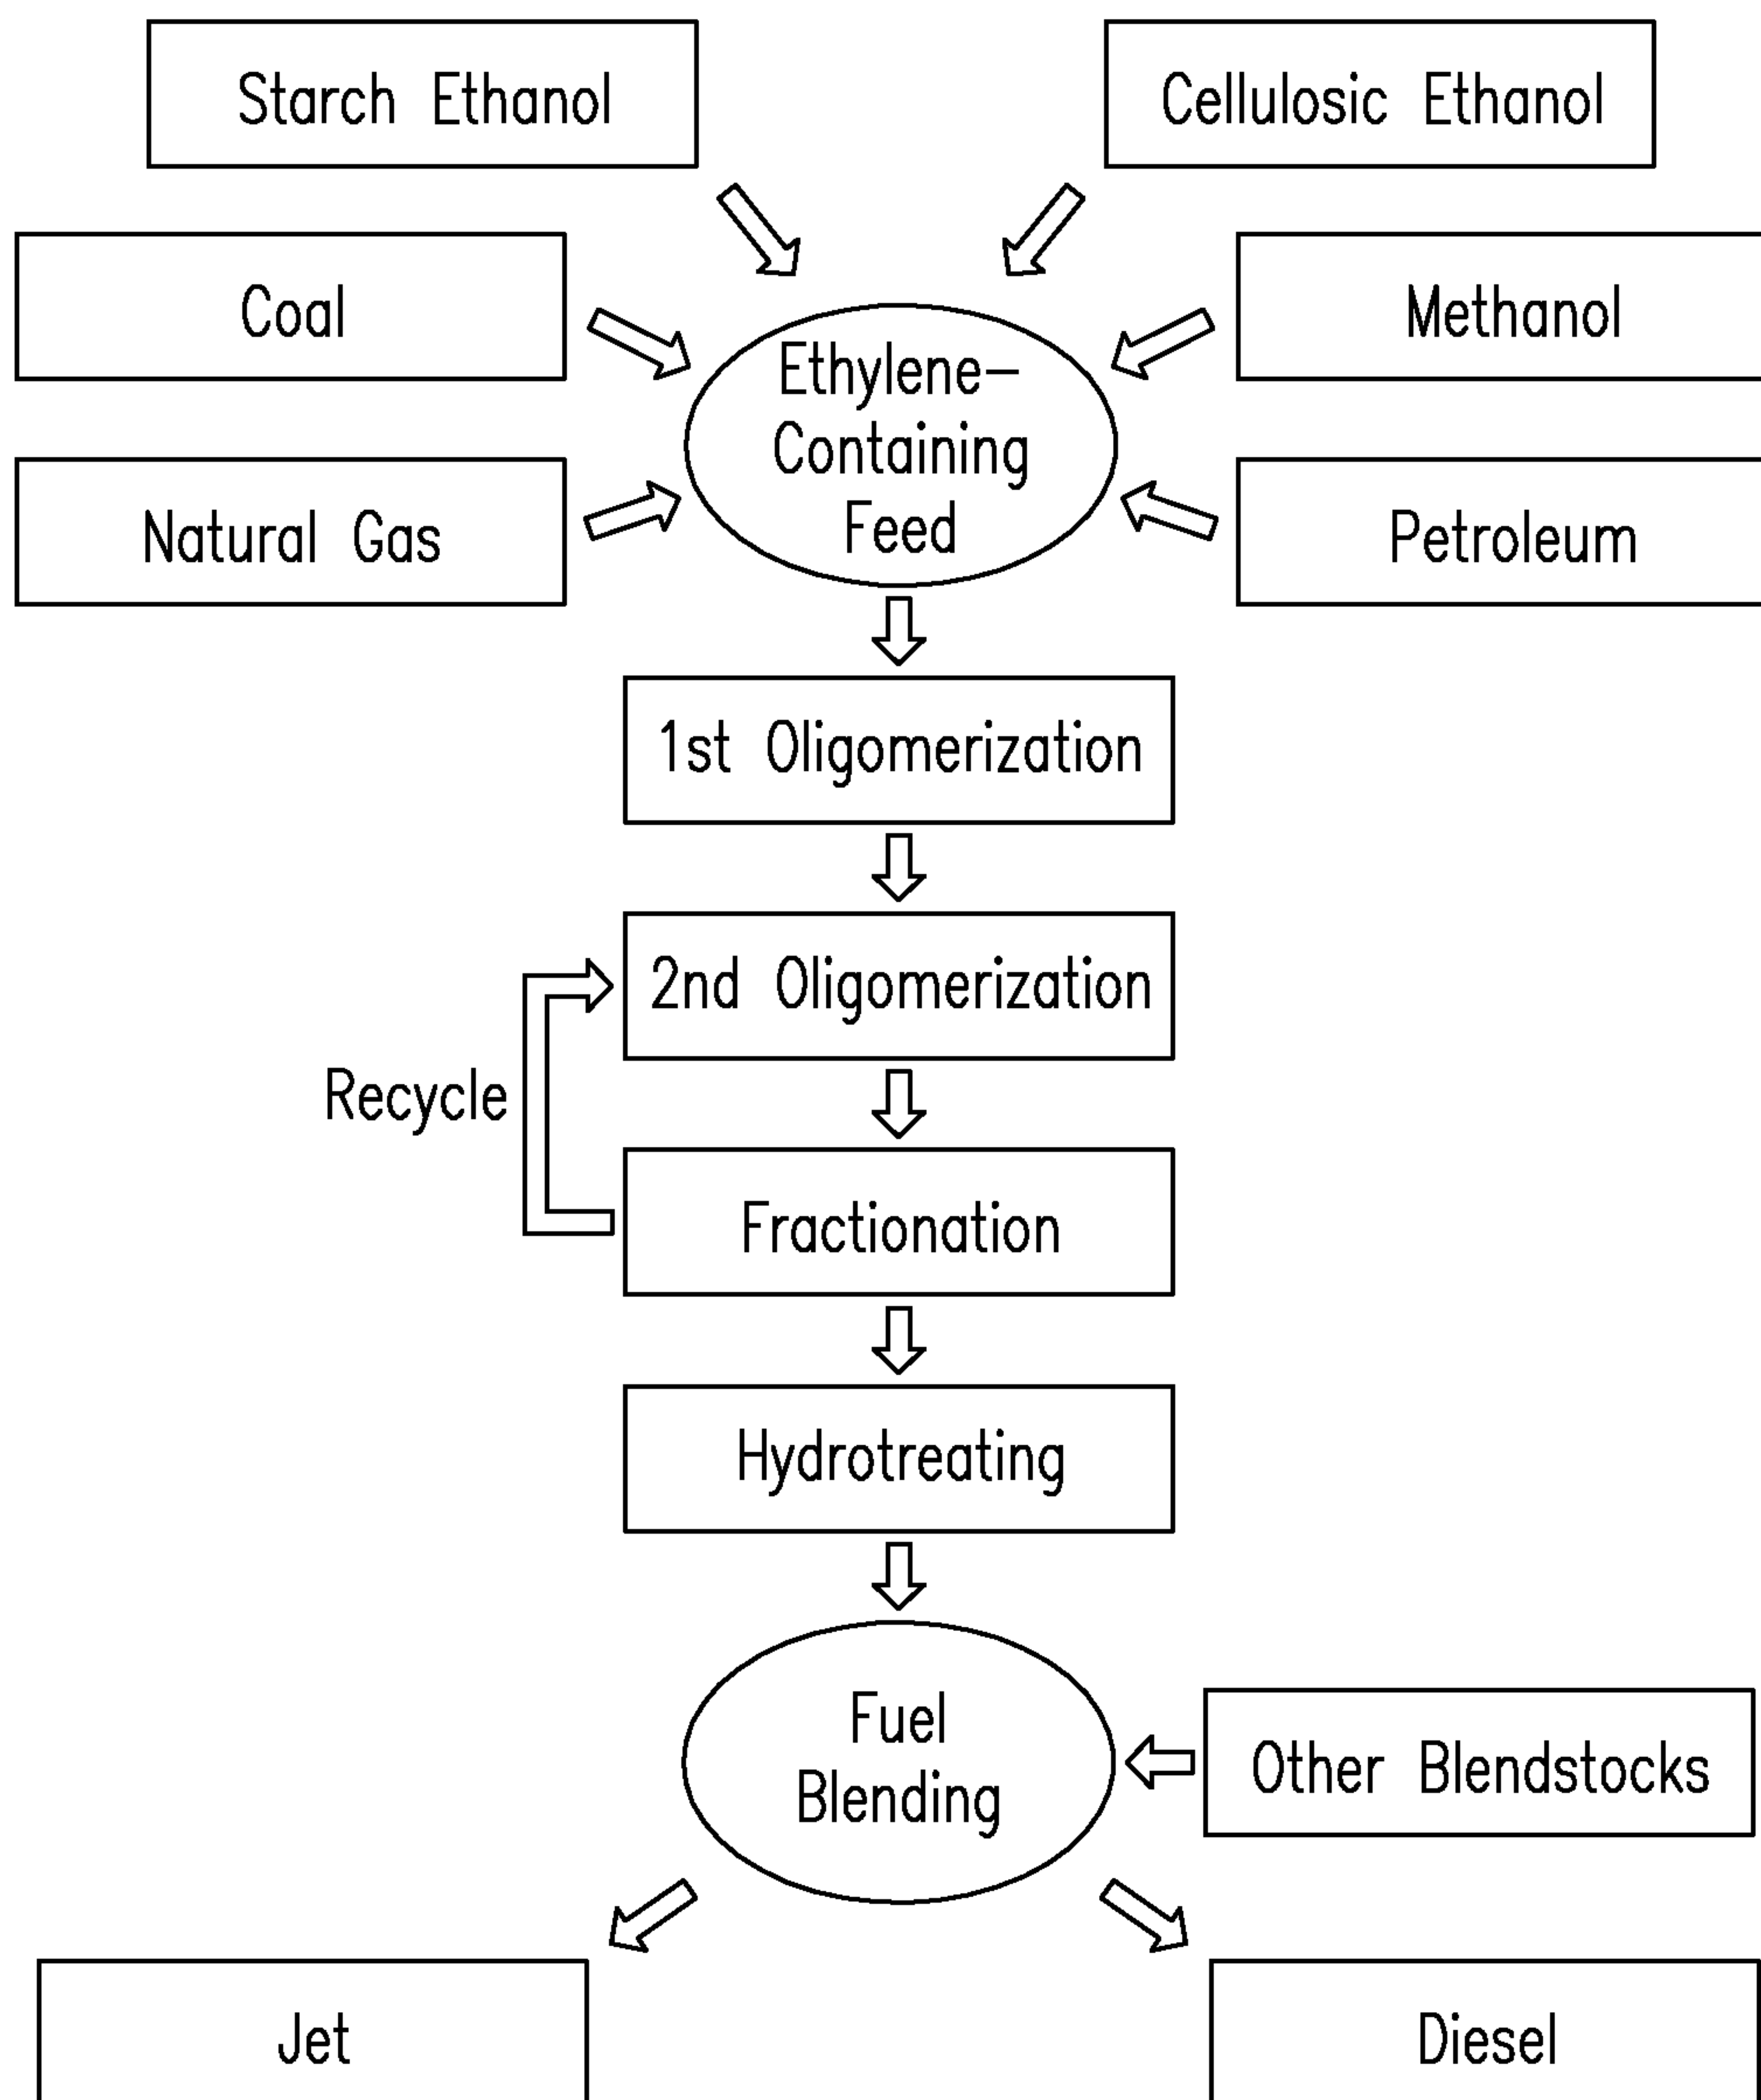 Starch Ethanol
Cellulosic Ethanol
Coal
Methanol
Ethylene-
Containing
Feed
Natural Gas
Petroleum
1st Oligomerization
2nd Oligomerization
Recycle
Fractionation
Hydrotreating
Fuel
Blending
Other Blendstocks
Jet
Diesel